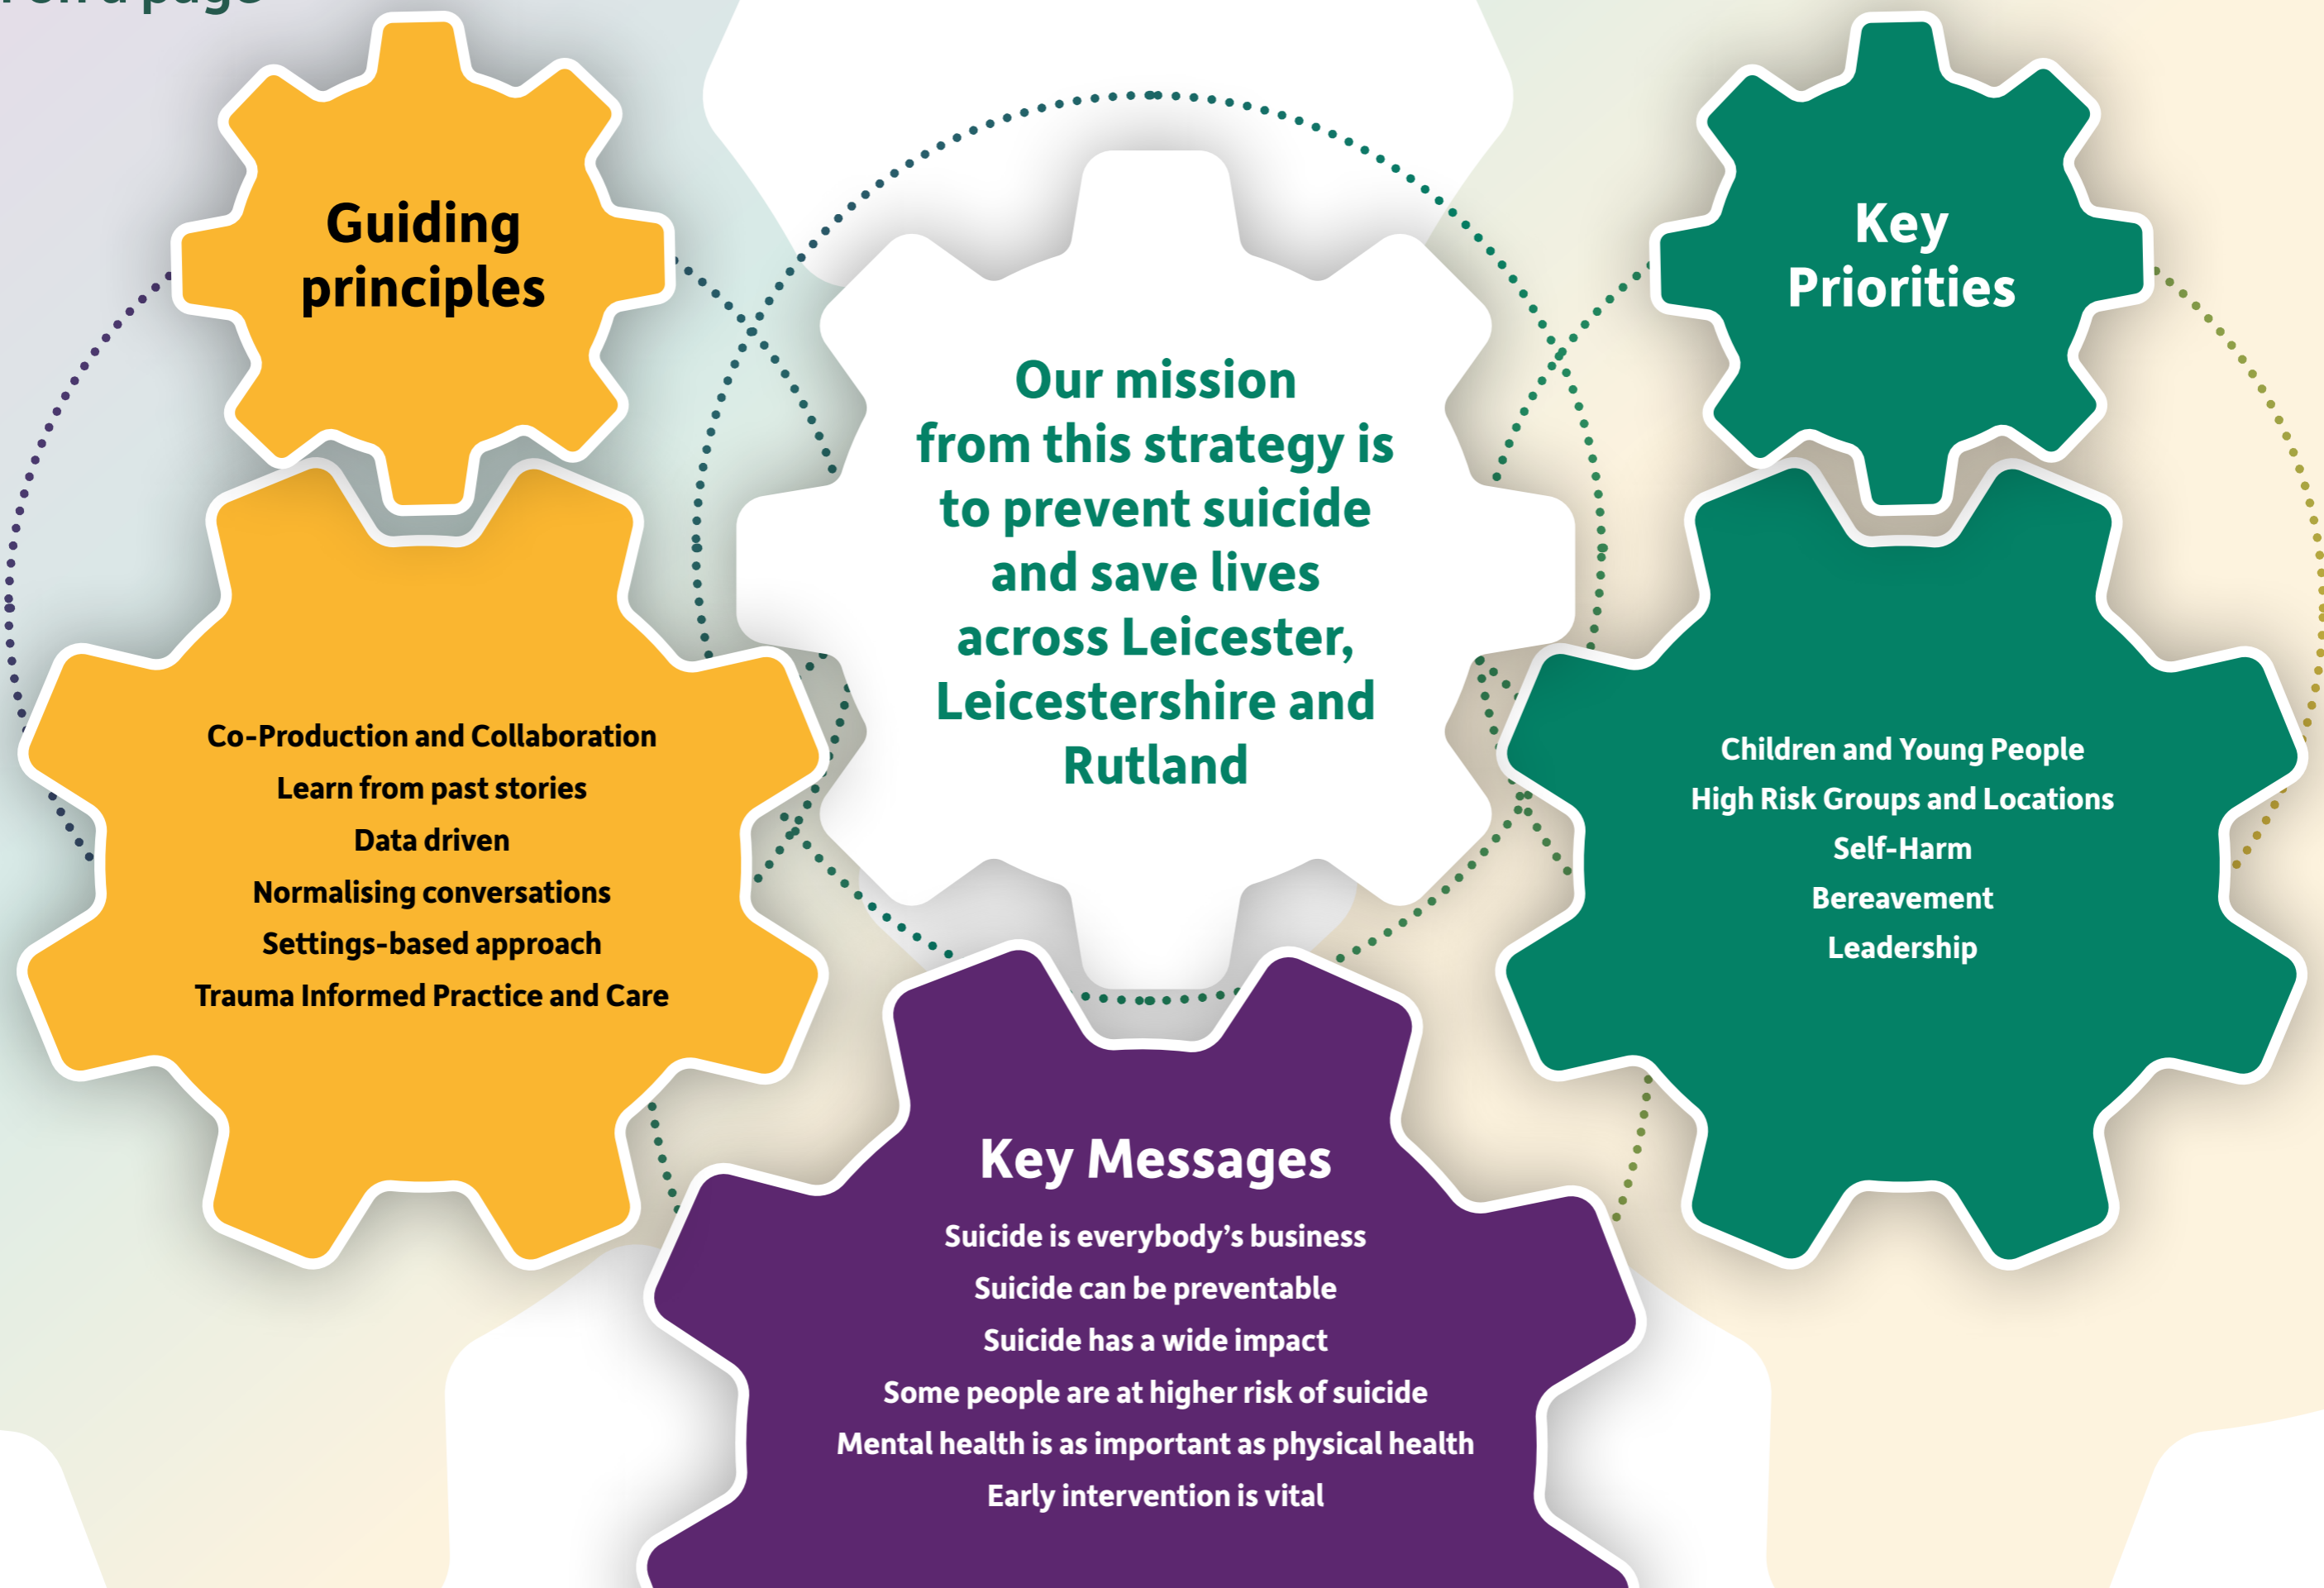 on a page
Guiding
principles
Co-Production and Collaboration
Learn from past stories
Data driven
Normalising conversations
Settings-based approach
Trauma Informed Practice and Care
Our mission
from this strategy is
to prevent suicide
and save lives
across Leicester,
Leicestershire and
Rutland
Key
Priorities
Children and Young People
High Risk Groups and Locations
Self-Harm
Bereavement
Leadership
Key Messages
Suicide is everybody’s business
Suicide can be preventable
Suicide has a wide impact
Some people are at higher risk of suicide
Mental health is as important as physical health
Early intervention is vital